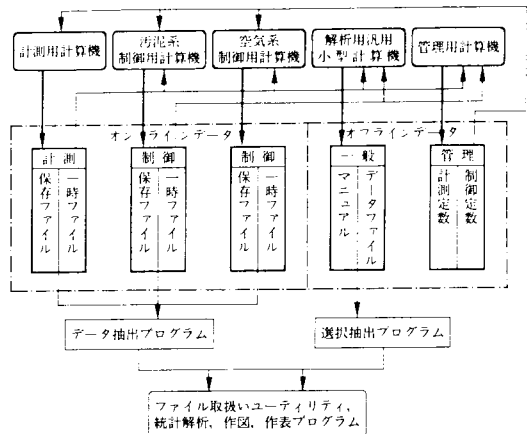 計測用計算機
汚泥系
制御用計算機
空気系
制御用計算機
解析用汎用
小型計算機
管理用計算機
オンラインデータ
オフラインデータ
計測
保存ファイル
一時ファイル
制御
保存ファイル
一時ファイル
制御
保存ファイル
一時ファイル
一般
マニュアル
データファイル
管理
計測定数
制御定数
データ抽出プログラム
選択抽出プログラム
ファイル取扱いユーティリティ、
統計解析、作図、作表プログラム